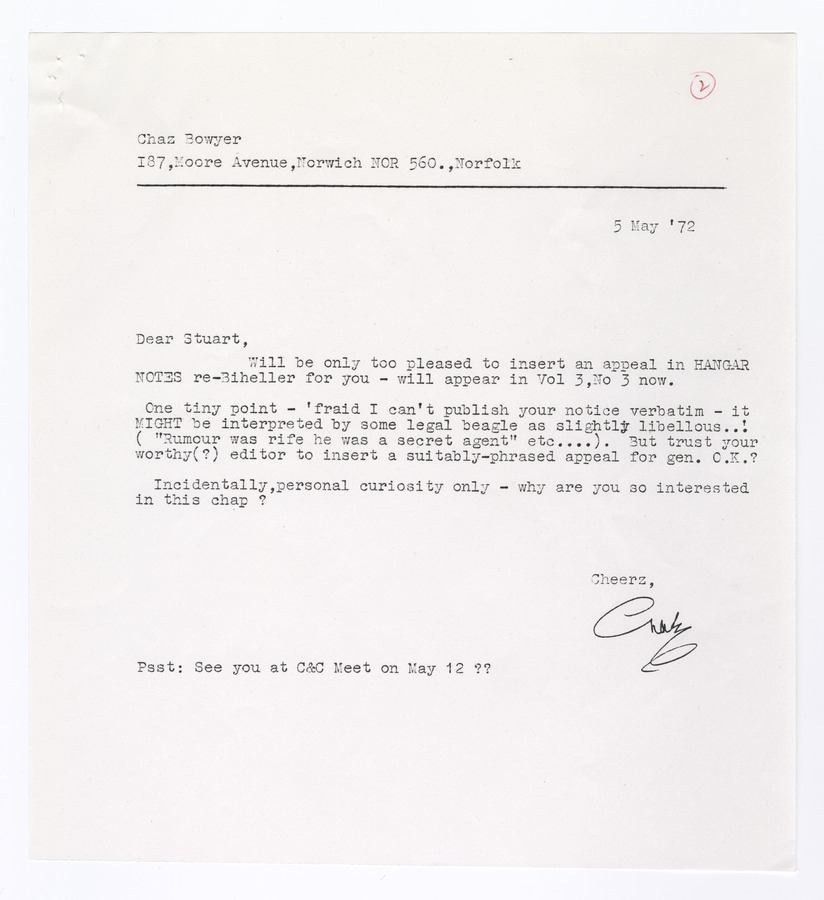 2
Chaz Bowyer
I87,Moore Avenue,Norwich NOR 560.,Norfolk
5 May '72
Dear Stuart,
Will be only too pleased to insert an appeal in HANGAR
NOTES re-Biheller for you - will appear in Vol 3,No 3 now.
One tiny point - 'fraid I can't publish your notice verbatim - it
MIGHT be interpreted by some legal beagle as slightly libellous..!
( "Rumour was rife he was a secret agent" etc....). But trust your
worthy(?) editor to insert a suitably-phrased appeal for gen. O.K.?
Incidentally,personal curiosity only - why are you so interested
in this chap ?
Cheerz,
Chaz
Psst: See you at C&C Meet on May 12 ??